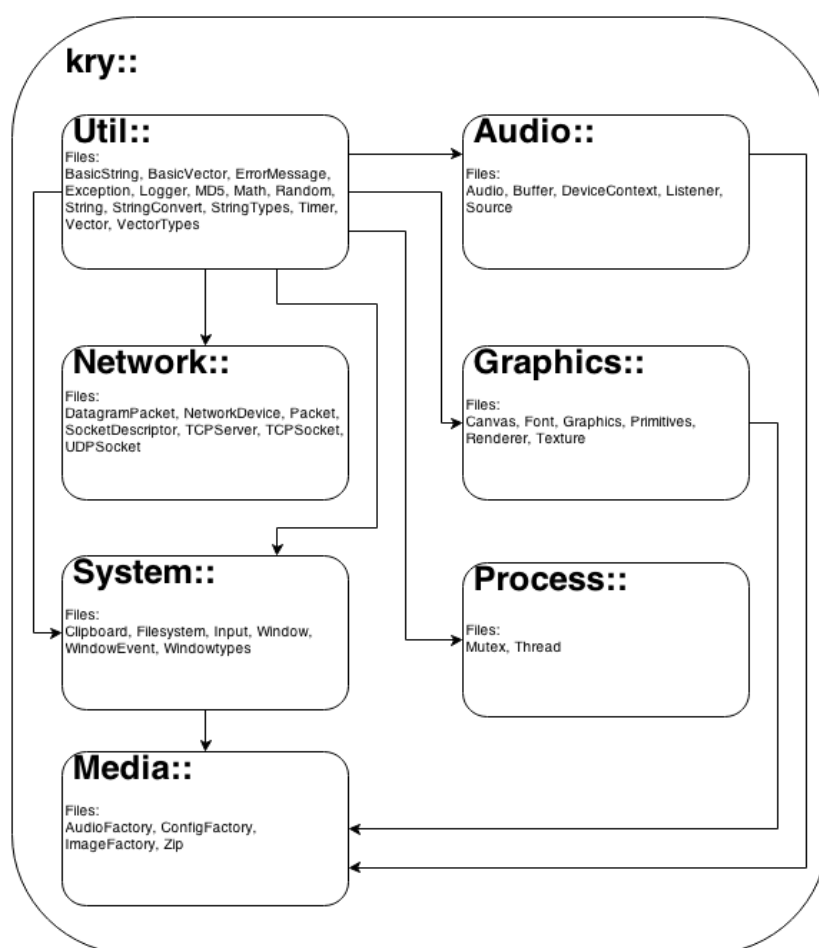 kry::
Util::
Files:
BasicString, BasicVector, ErrorMessage,
Exception, Logger, MD5, Math, Random,
String, StringConvert, StringTypes, Timer,
Vector, VectorTypes
Audio::
Files:
Audio, Buffer, DeviceContext, Listener,
Source
Network::
Files:
DatagramPacket, NetworkDevice, Packet,
SocketDescriptor, TCPServer, TCPSocket,
UDPSocket
Graphics::
Files:
Canvas, Font, Graphics, Primitives,
Renderer, Texture
System::
Files:
Clipboard, Filesystem, Input, Window,
WindowEvent, Windowtypes
Process::
Files:
Mutex, Thread
Media::
Files:
AudioFactory, ConfigFactory,
ImageFactory, Zip